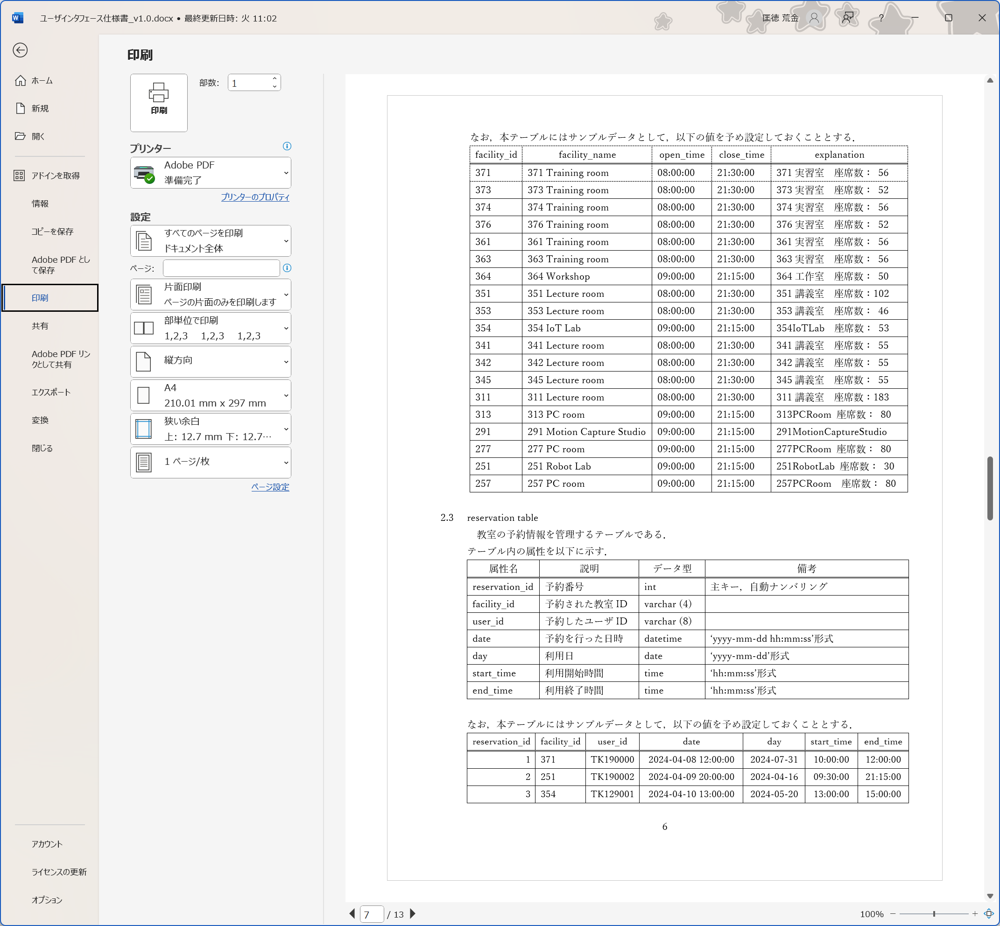 ユーザインタフェース仕様書_v1.0.docx • 最終更新日時: 火 11:02
匡徳 荒金
?
印刷
ホーム
新規
開く
アドインを取得
情報
コピーを保存
Adobe PDF とし
て保存
印刷
共有
Adobe PDF リン
クとして共有
エクスポート
変換
閉じる
アカウント
ライセンスの更新
オプション
印刷
部数: 1
プリンター
Adobe PDF
準備完了
プリンターのプロパティ
設定
すべてのページを印刷
ドキュメント全体
ページ:
片面印刷
ページの片面のみを印刷します
部単位で印刷
1,2,3 1,2,3 1,2,3
縦方向
A4
210.01 mm x 297 mm
狭い余白
上: 12.7 mm 下: 12.7…
1 ページ/枚
ページ設定
なお，本テーブルにはサンプルデータとして，以下の値を予め設定しておくこととする．
facility_id facility_name open_time close_time explanation
371 371 Training room 08:00:00 21:30:00 371 実習室 座席数： 56
373 373 Training room 08:00:00 21:30:00 373 実習室 座席数： 52
374 374 Training room 08:00:00 21:30:00 374 実習室 座席数： 56
376 376 Training room 08:00:00 21:30:00 376 実習室 座席数： 52
361 361 Training room 08:00:00 21:30:00 361 実習室 座席数： 56
363 363 Training room 08:00:00 21:30:00 363 実習室 座席数： 56
364 364 Workshop 09:00:00 21:15:00 364 工作室 座席数： 50
351 351 Lecture room 08:00:00 21:30:00 351 講義室 座席数：102
353 353 Lecture room 08:00:00 21:30:00 353 講義室 座席数： 46
354 354 IoT Lab 09:00:00 21:15:00 354IoTLab 座席数： 53
341 341 Lecture room 08:00:00 21:30:00 341 講義室 座席数： 55
342 342 Lecture room 08:00:00 21:30:00 342 講義室 座席数： 55
345 345 Lecture room 08:00:00 21:30:00 345 講義室 座席数： 55
311 311 Lecture room 08:00:00 21:30:00 311 講義室 座席数：183
313 313 PC room 09:00:00 21:15:00 313PCRoom 座席数： 80
291 291 Motion Capture Studio 09:00:00 21:15:00 291MotionCaptureStudio
277 277 PC room 09:00:00 21:15:00 277PCRoom 座席数： 80
251 251 Robot Lab 09:00:00 21:15:00 251RobotLab 座席数： 30
257 257 PC room 09:00:00 21:15:00 257PCRoom 座席数： 80
2.3 reservation table
教室の予約情報を管理するテーブルである．
テーブル内の属性を以下に示す．
属性名 説明 データ型 備考
reservation_id 予約番号 int 主キー，自動ナンバリング
facility_id 予約された教室 ID varchar (4)
user_id 予約したユーザ ID varchar (8)
date 予約を行った日時 datetime ‘yyyy-mm-dd hh:mm:ss’形式
day 利用日 date ‘yyyy-mm-dd’形式
start_time 利用開始時間 time ‘hh:mm:ss’形式
end_time 利用終了時間 time ‘hh:mm:ss’形式
なお，本テーブルにはサンプルデータとして，以下の値を予め設定しておくこととする．
reservation_id facility_id user_id date day start_time end_time
1 371 TK190000 2024-04-08 12:00:00 2024-07-31 10:00:00 12:00:00
2 251 TK190002 2024-04-09 20:00:00 2024-04-16 09:30:00 21:15:00
3 354 TK129001 2024-04-10 13:00:00 2024-05-20 13:00:00 15:00:00
6
7 / 13
100%